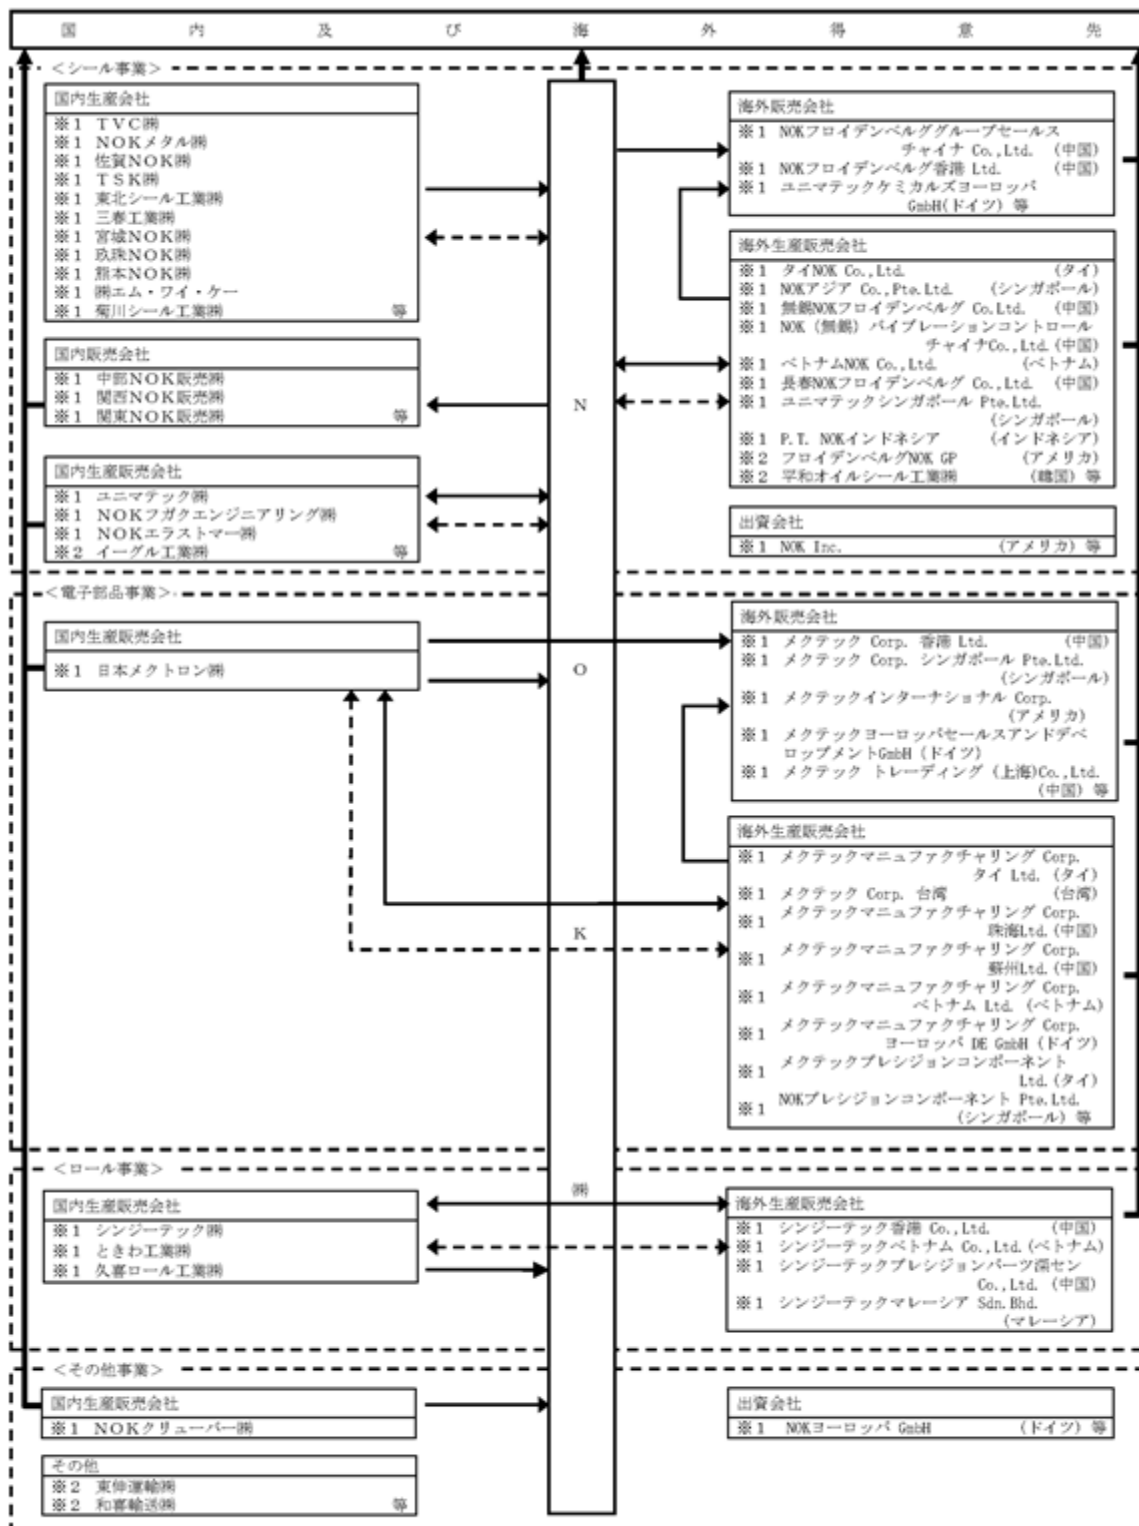 国 内 及 び 海 外 得 意 先
＜シール事業＞
国内生産会社
※1 ＴＶＣ㈱
※1 ＮＯＫメタル㈱
※1 佐賀ＮＯＫ㈱
※1 ＴＳＫ㈱
※1 東北シール工業㈱
※1 三春工業㈱
※1 宮城ＮＯＫ㈱
※1 玖珠ＮＯＫ㈱
※1 熊本ＮＯＫ㈱
※1 ㈱エム・ワイ・ケー
※1 菊川シール工業㈱ 等
国内販売会社
※1 中部ＮＯＫ販売㈱
※1 関西ＮＯＫ販売㈱
※1 関東ＮＯＫ販売㈱ 等
国内生産販売会社
※1 ユニマテック㈱
※1 ＮＯＫフガクエンジニアリング㈱
※1 ＮＯＫエラストマー㈱
※2 イーグル工業㈱ 等
海外販売会社
※1 NOKフロイデンベルググループセールス
チャイナ Co.,Ltd. (中国)
※1 NOKフロイデンベルグ香港 Ltd. (中国)
※1 ユニマテックケミカルズヨーロッパ
GmbH(ドイツ) 等
海外生産販売会社
※1 タイNOK Co.,Ltd. (タイ)
※1 NOKアジア Co.,Pte.Ltd. (シンガポール)
※1 無錫NOKフロイデンベルグ Co.Ltd. (中国)
※1 NOK (無錫) バイブレーションコントロール
チャイナCo.,Ltd.(中国)
※1 ベトナムNOK Co.,Ltd. (ベトナム)
※1 長春NOKフロイデンベルグ Co.,Ltd. (中国)
※1 ユニマテックシンガポール Pte.Ltd.
(シンガポール)
※1 P.T. NOKインドネシア (インドネシア)
※2 フロイデンベルグNOK GP (アメリカ)
※2 平和オイルシール工業㈱ (韓国) 等
出資会社
※1 NOK Inc. (アメリカ) 等
Ｎ
Ｏ
Ｋ
㈱
＜電子部品事業＞
国内生産販売会社
※1 日本メクトロン㈱
海外販売会社
※1 メクテック Corp. 香港 Ltd. (中国)
※1 メクテック Corp. シンガポール Pte.Ltd.
(シンガポール)
※1 メクテックインターナショナル Corp.
(アメリカ)
※1 メクテックヨーロッパセールスアンドデベ
ロップメントGmbH (ドイツ)
※1 メクテック トレーディング (上海)Co.,Ltd.
(中国) 等
海外生産販売会社
※1 メクテックマニュファクチャリング Corp.
タイ Ltd. (タイ)
※1 メクテック Corp. 台湾 (台湾)
※1 メクテックマニュファクチャリング Corp.
珠海Ltd.(中国)
※1 メクテックマニュファクチャリング Corp.
蘇州Ltd.(中国)
※1 メクテックマニュファクチャリング Corp.
ベトナム Ltd. (ベトナム)
※1 メクテックマニュファクチャリング Corp.
ヨーロッパ DE GmbH (ドイツ)
※1 メクテックプレシジョンコンポーネント
Ltd.(タイ)
※1 NOKプレシジョンコンポーネント Pte.Ltd.
(シンガポール) 等
＜ロール事業＞
国内生産販売会社
※1 シンジーテック㈱
※1 ときわ工業㈱
※1 久喜ロール工業㈱
海外生産販売会社
※1 シンジーテック香港 Co.,Ltd. (中国)
※1 シンジーテックベトナム Co.,Ltd.(ベトナム)
※1 シンジーテックプレシジョンパーツ深セン
Co.,Ltd. (中国)
※1 シンジーテックマレーシア Sdn.Bhd.
(マレーシア)
＜その他事業＞
国内生産販売会社
※1 ＮＯＫクリューバー㈱
その他
※2 東伸運輸㈱
※2 和喜輸送㈱ 等
出資会社
※1 NOKヨーロッパ GmbH (ドイツ) 等